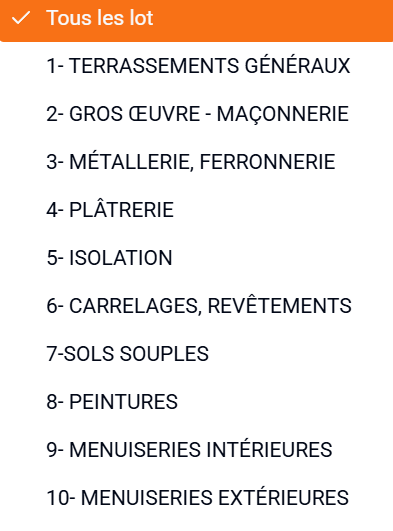 Tous les lot
1- TERRASSEMENTS GÉNÉRAUX
2- GROS ŒUVRE - MAÇONNERIE
3- MÉTALLERIE, FERRONNERIE
4- PLÂTRERIE
5- ISOLATION
6- CARRELAGES, REVÊTEMENTS
7-SOLS SOUPLES
8- PEINTURES
9- MENUISERIES INTÉRIEURES
10- MENUISERIES EXTÉRIEURES